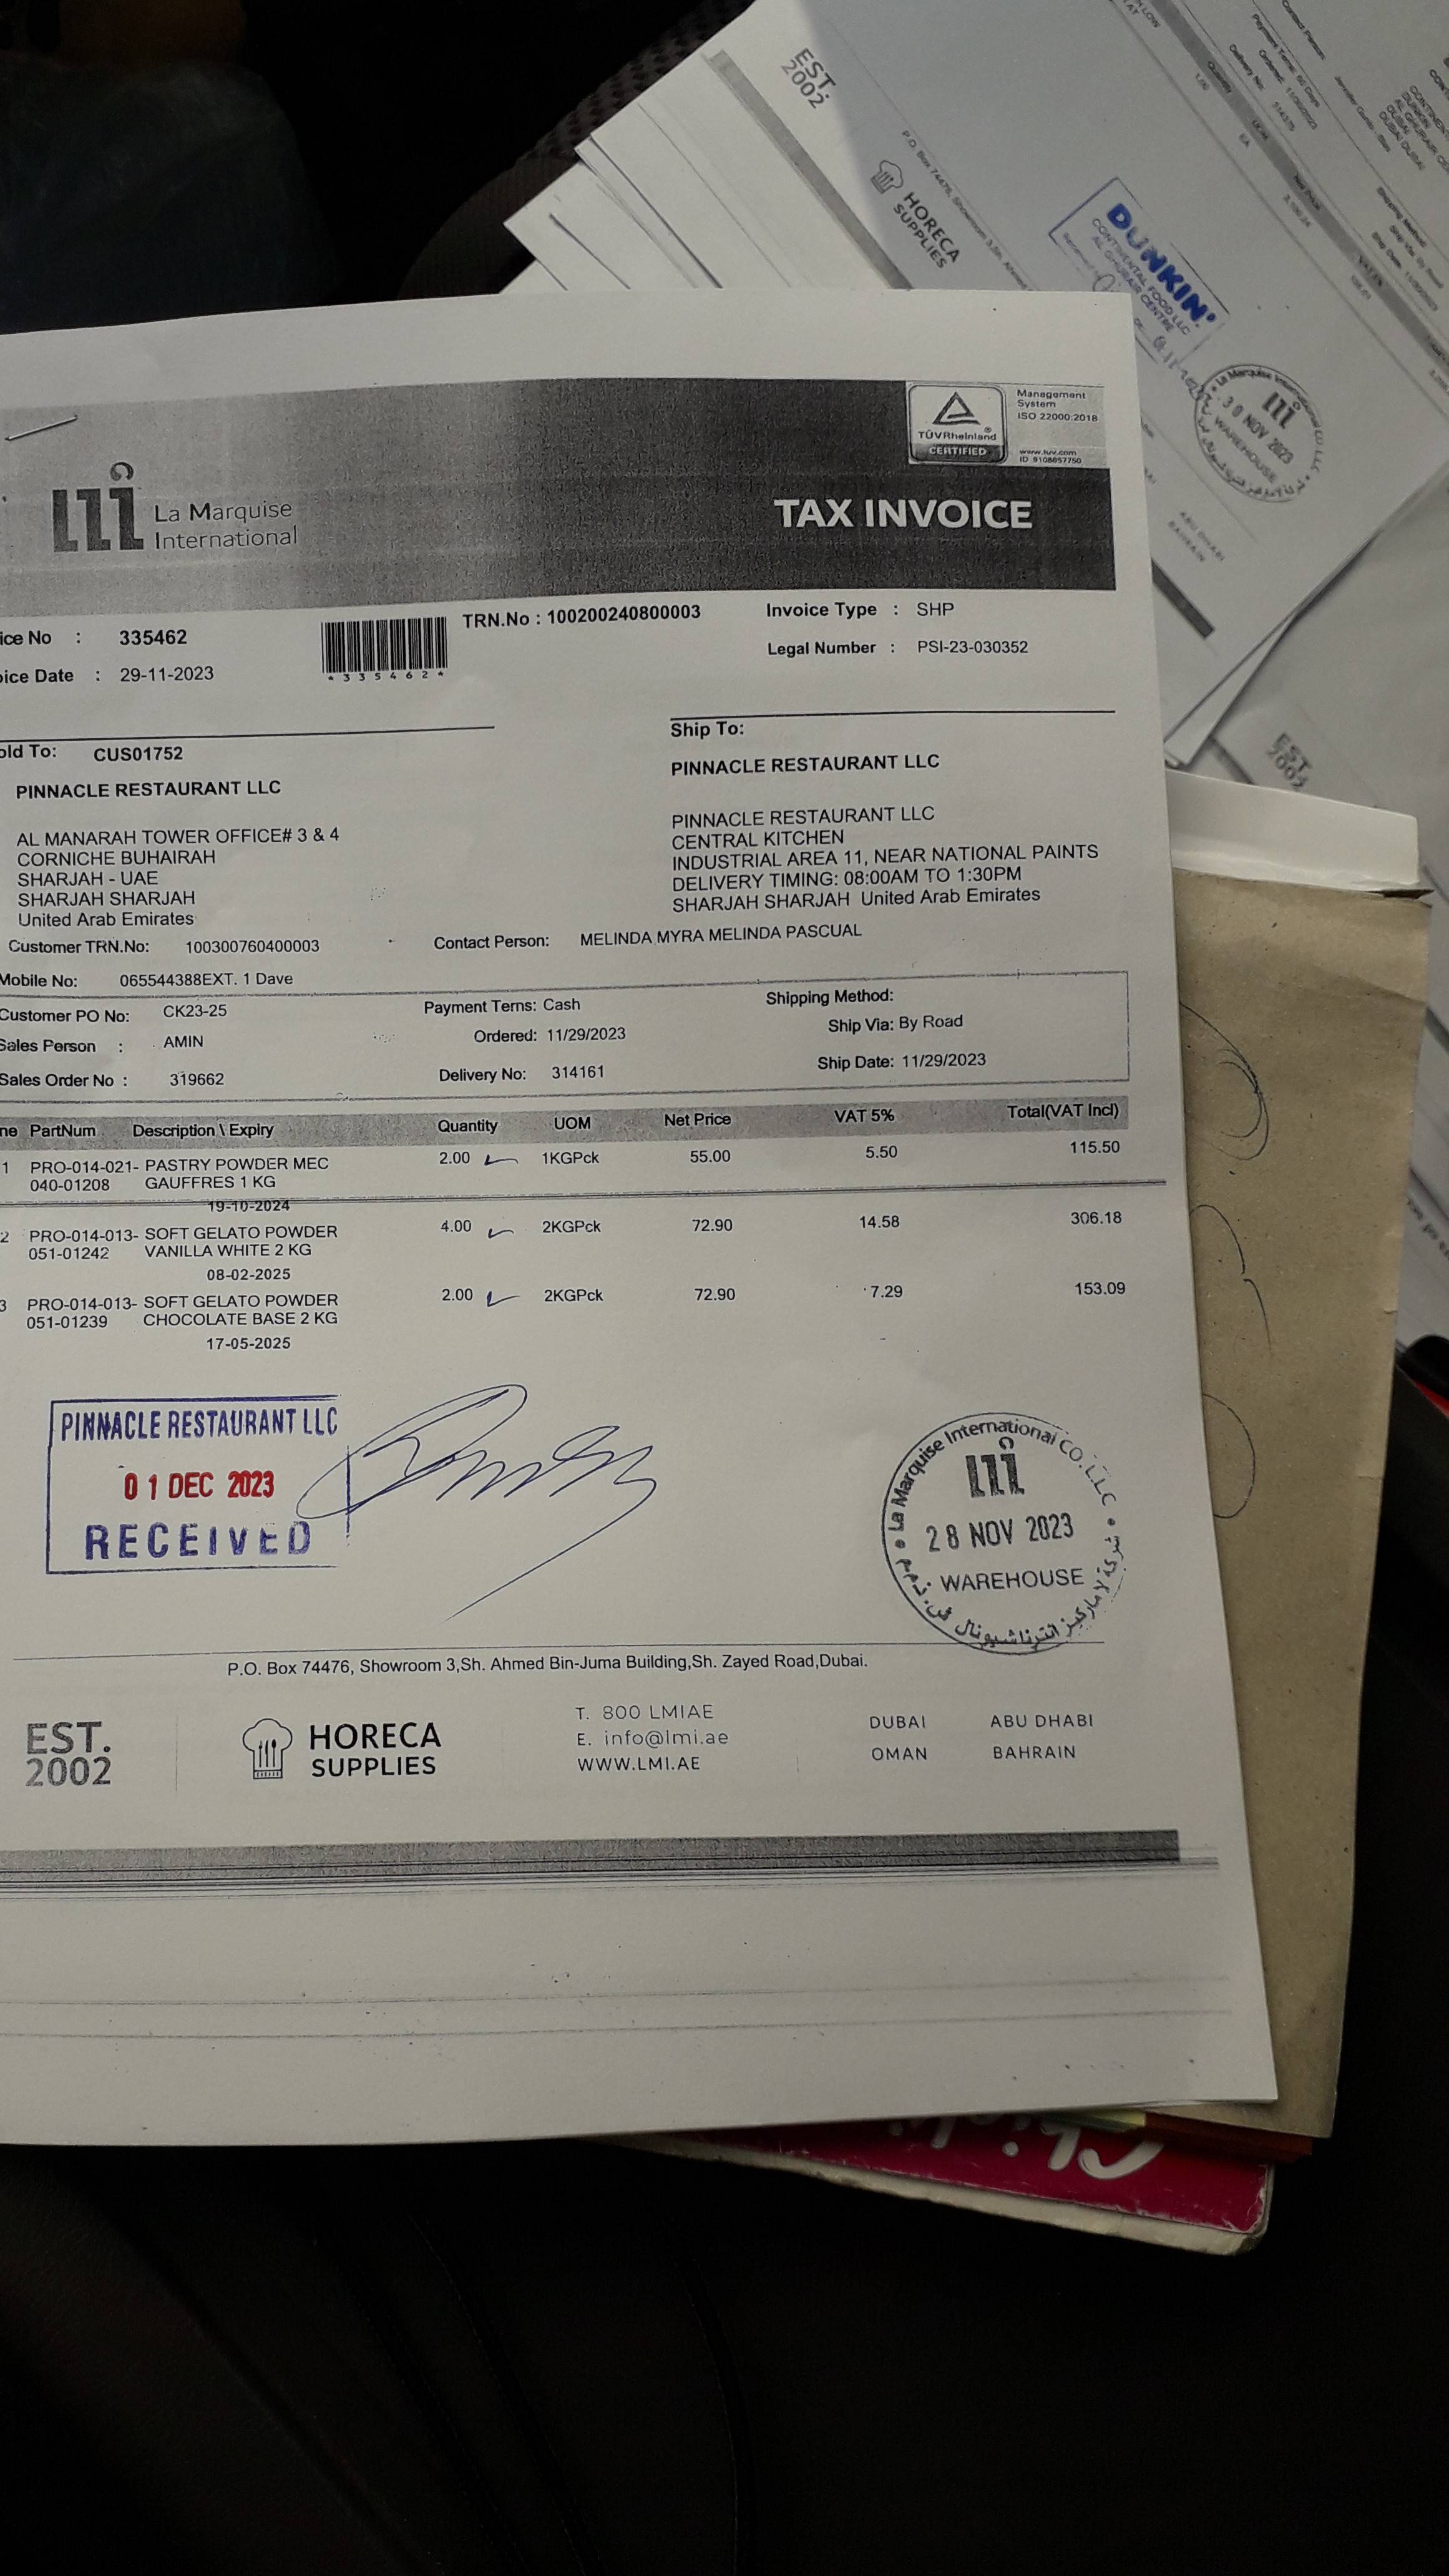 Management
System
ISO 22000:2018
TÜVRheinland
CERTIFIED
www.tuv.com
ID 9108657750
La Marquise
International
TAX INVOICE
ice No : 335462
TRN.No : 100200240800003
Invoice Type : SHP
oice Date : 29-11-2023
*335462*
Legal Number : PSI-23-030352
old To: CUS01752
PINNACLE RESTAURANT LLC
AL MANARAH TOWER OFFICE# 3 & 4
CORNICHE BUHAIRAH
SHARJAH - UAE
SHARJAH SHARJAH
United Arab Emirates
Ship To:
PINNACLE RESTAURANT LLC
PINNACLE RESTAURANT LLC
CENTRAL KITCHEN
INDUSTRIAL AREA 11, NEAR NATIONAL PAINTS
DELIVERY TIMING: 08:00AM TO 1:30PM
SHARJAH SHARJAH United Arab Emirates
Customer TRN.No: 100300760400003
Contact Person: MELINDA MYRA MELINDA PASCUAL
Mobile No: 065544388EXT. 1 Dave
Customer PO No: CK23-25
Payment Terns: Cash
Shipping Method:
Sales Person : AMIN
Ordered: 11/29/2023
Ship Via: By Road
Sales Order No : 319662
Delivery No: 314161
Ship Date: 11/29/2023
ne PartNum Description \ Expiry Quantity UOM Net Price VAT 5% Total(VAT Incl)
1 PRO-014-021- PASTRY POWDER MEC 2.00 1KGPck 55.00 5.50 115.50
040-01208 GAUFFRES 1 KG
19-10-2024
2 PRO-014-013- SOFT GELATO POWDER 4.00 2KGPck 72.90 14.58 306.18
051-01242 VANILLA WHITE 2 KG
08-02-2025
3 PRO-014-013- SOFT GELATO POWDER 2.00 2KGPck 72.90 7.29 153.09
051-01239 CHOCOLATE BASE 2 KG
17-05-2025
PINNACLE RESTAURANT LLC
01 DEC 2023
RECEIVED
La Marquise International CO. L.L.C
28 NOV 2023
WAREHOUSE
شركة لاماركيز انترناشيونال ش.ذ.م.م
P.O. Box 74476, Showroom 3,Sh. Ahmed Bin-Juma Building,Sh. Zayed Road,Dubai.
EST.
2002
HORECA
SUPPLIES
T. 800 LMIAE
E. info@lmi.ae
WWW.LMI.AE
DUBAI
ABU DHABI
OMAN
BAHRAIN
EST.
2002
HORECA
SUPPLIES
DUNKIN'
CONTINENTAL FOOD LLC
AL GHURAIR CENTRE
30 NOV 2023
WAREHOUSE
ABU DHABI
BAHRAIN
EST.
2002